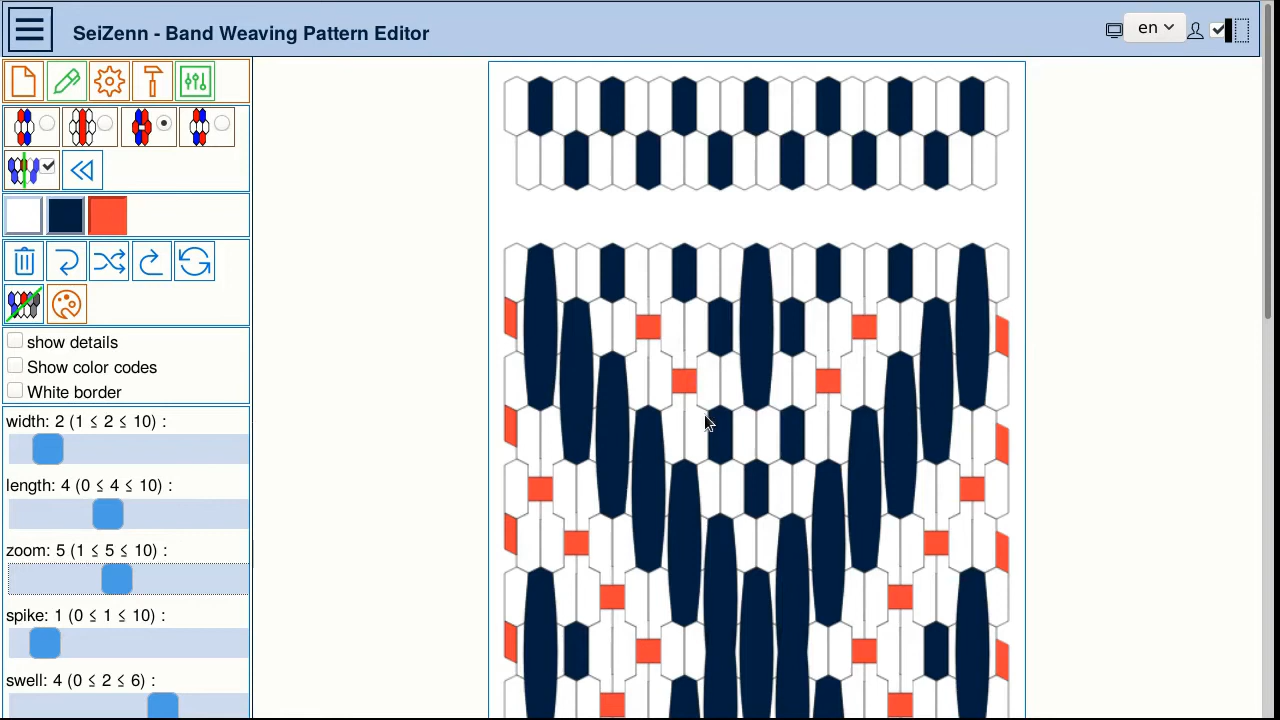 SeiZenn - Band Weaving Pattern Editor
en
show details
Show color codes
White border
width: 2 (1 ≤ 2 ≤ 10) :
length: 4 (0 ≤ 4 ≤ 10) :
zoom: 5 (1 ≤ 5 ≤ 10) :
spike: 1 (0 ≤ 1 ≤ 10) :
swell: 4 (0 ≤ 2 ≤ 6) :